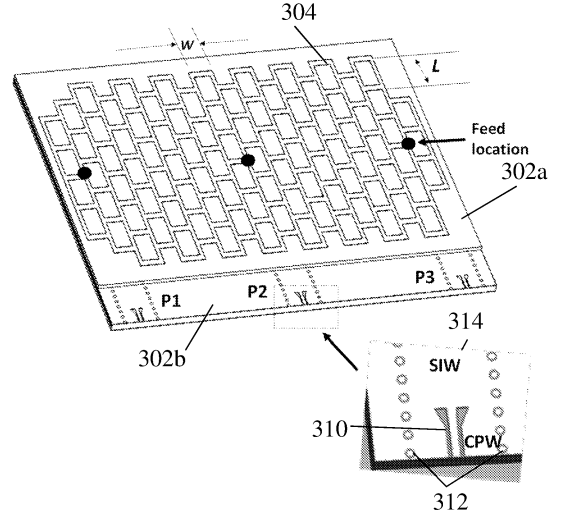 304
w
L
Feed
location
302a
P1
P2
P3
302b
314
SIW
310
CPW
312